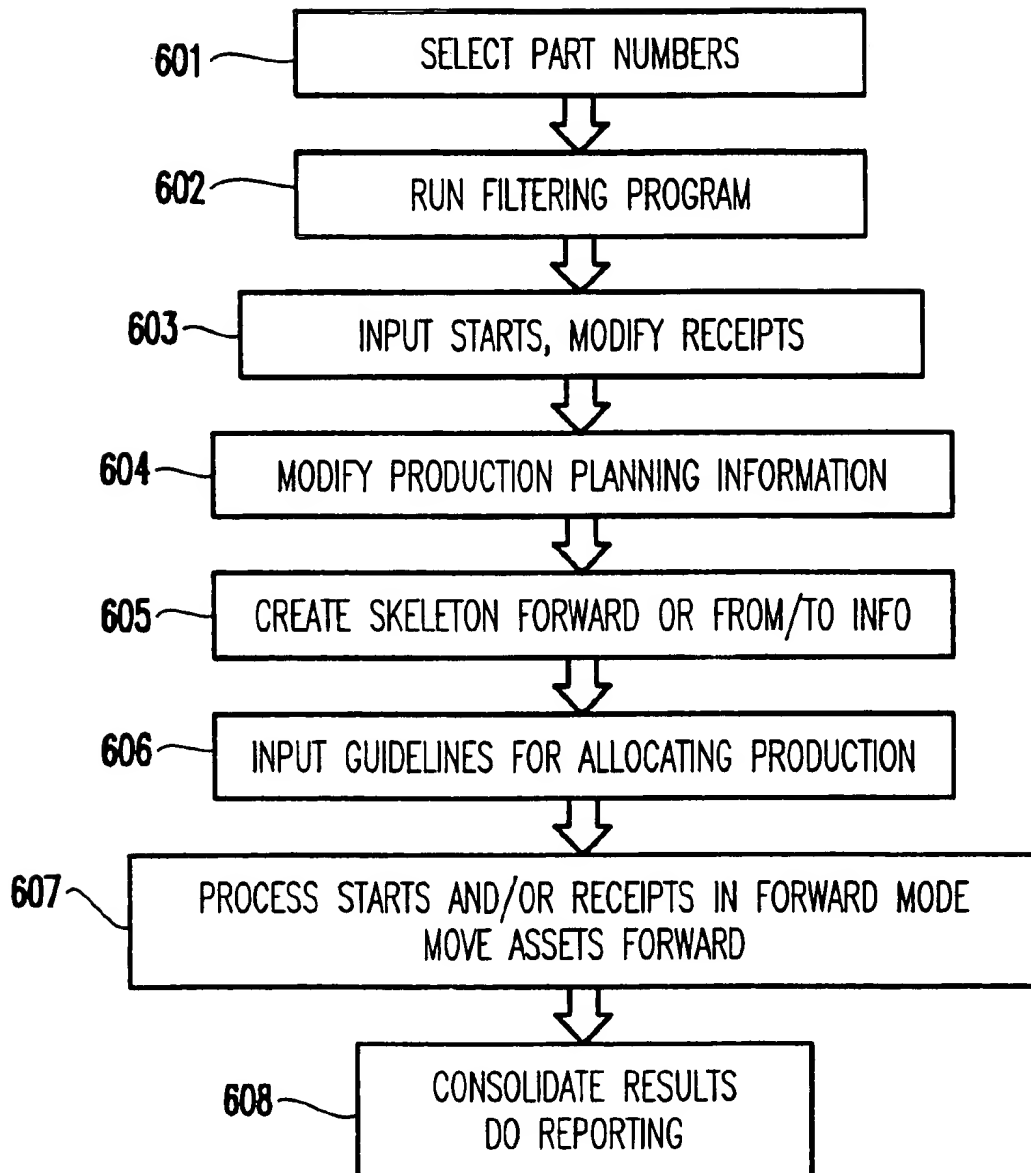 601
SELECT PART NUMBERS
602
RUN FILTERING PROGRAM
603
INPUT STARTS, MODIFY RECEIPTS
604
MODIFY PRODUCTION PLANNING INFORMATION
605
CREATE SKELETON FORWARD OR FROM/TO INFO
606
INPUT GUIDELINES FOR ALLOCATING PRODUCTION
607
PROCESS STARTS AND/OR RECEIPTS IN FORWARD MODE
MOVE ASSETS FORWARD
608
CONSOLIDATE RESULTS
DO REPORTING